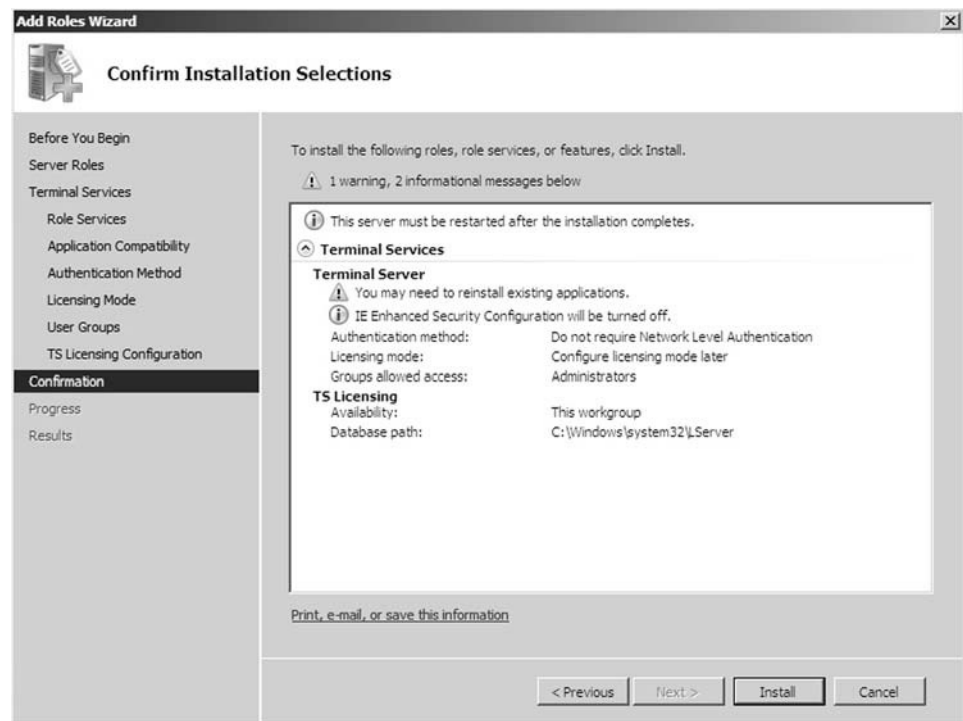 Add Roles Wizard
Confirm Installation Selections
Before You Begin
Server Roles
Terminal Services
Role Services
Application Compatibility
Authentication Method
Licensing Mode
User Groups
TS Licensing Configuration
Confirmation
Progress
Results
To install the following roles, role services, or features, click Install.
1 warning, 2 informational messages below
This server must be restarted after the installation completes.
Terminal Services
Terminal Server
You may need to reinstall existing applications.
IE Enhanced Security Configuration will be turned off.
Authentication method: Do not require Network Level Authentication
Licensing mode: Configure licensing mode later
Groups allowed access: Administrators
TS Licensing
Availability: This workgroup
Database path: C:\Windows\system32\LServer
Print, e-mail, or save this information
< Previous Next > Install Cancel